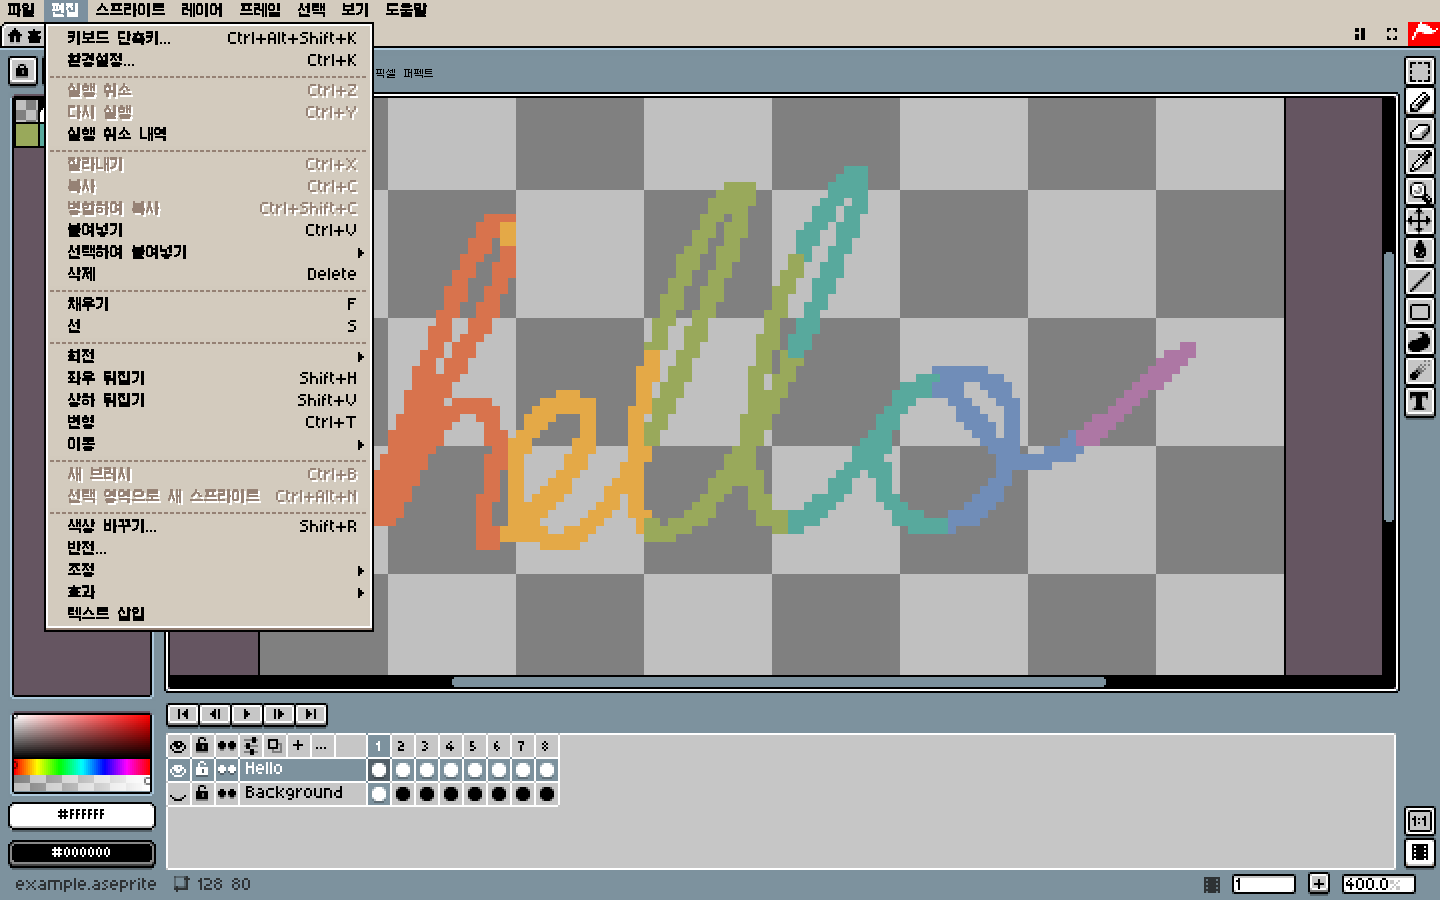 파일 편집 스프라이트 레이어 프레임 선택 보기 도움말
키보드 단축키... Ctrl+Alt+Shift+K
환경설정... Ctrl+K
픽셀 퍼펙트
실행 취소 Ctrl+Z
다시 실행 Ctrl+Y
실행 취소 내역
잘라내기 Ctrl+X
복사 Ctrl+C
병합하여 복사 Ctrl+Shift+C
붙여넣기 Ctrl+V
선택하여 붙여넣기
삭제 Delete
채우기 F
선 S
회전
좌우 뒤집기 Shift+H
상하 뒤집기 Shift+V
변형 Ctrl+T
이동
새 브러시 Ctrl+B
선택 영역으로 새 스프라이트 Ctrl+Alt+N
색상 바꾸기... Shift+R
반전...
조정
효과
텍스트 삽입
hello
T
1 2 3 4 5 6 7 8
Hello
Background
#FFFFFF
#000000
1:1
example.aseprite 128 80 1 + 400.0%